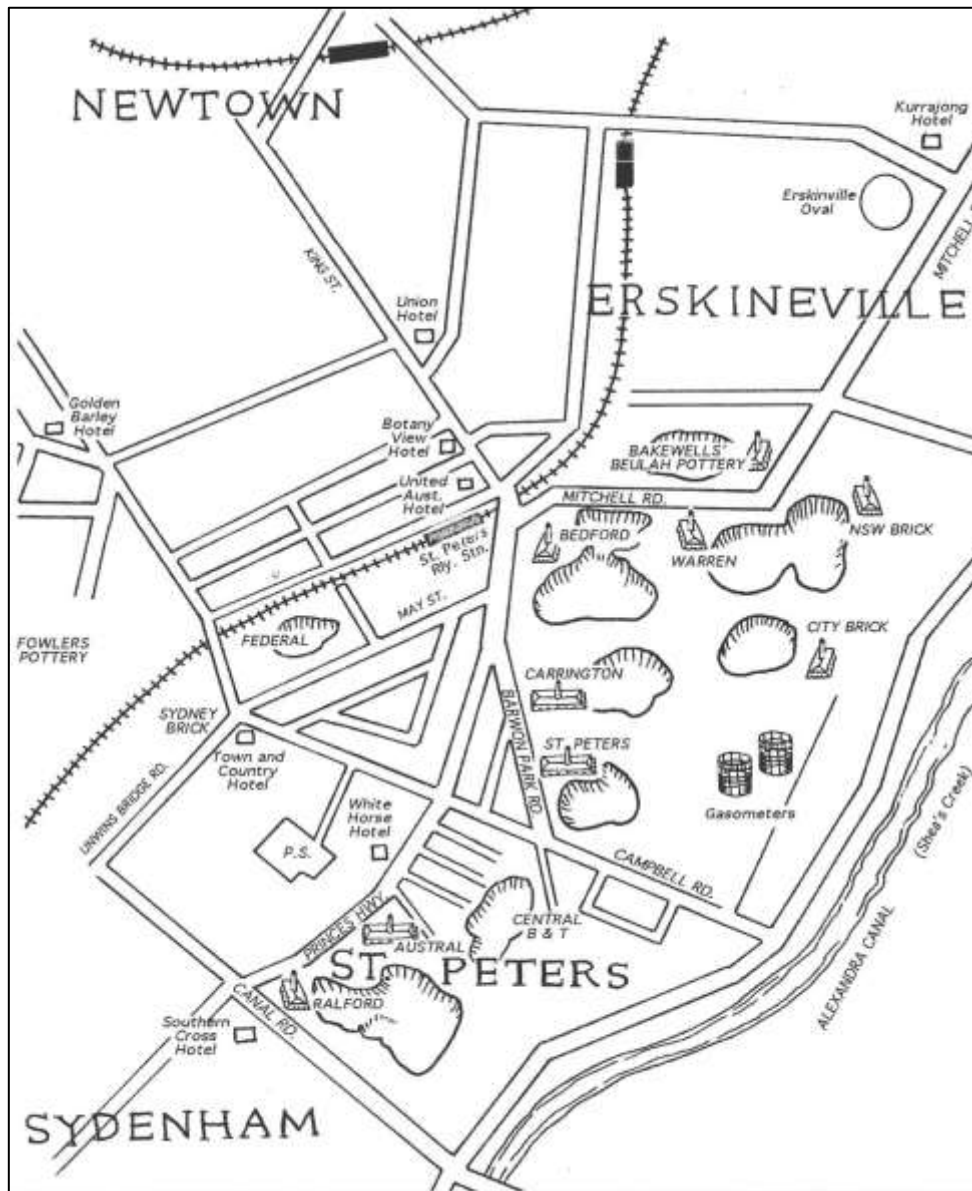 NEWTOWN
Kurrajong
Hotel
Erskinville
Oval
MITCHELL
KING ST.
Union
Hotel
ERSKINEVILLE
Golden
Barley
Hotel
Botany
View
Hotel
BAKEWELLS'
BEULAH POTTERY
United
Aust.
Hotel
MITCHELL RD.
NSW BRICK
St. Peters
Rly. Stn.
BEDFORD
WARREN
MAY ST.
FEDERAL
CITY BRICK
FOWLERS
POTTERY
CARRINGTON
SYDNEY
BRICK
BARWON PARK RD.
ST. PETERS
Town and
Country
Hotel
UNWINS BRIDGE RD.
White
Horse
Hotel
Gasometers
(Shea's Creek)
P.S.
CAMPBELL RD.
PRINCES HWY.
CENTRAL
B & T
AUSTRAL
ALEXANDRA CANAL
ST PETERS
RALFORD
CANAL RD.
Southern
Cross
Hotel
SYDENHAM